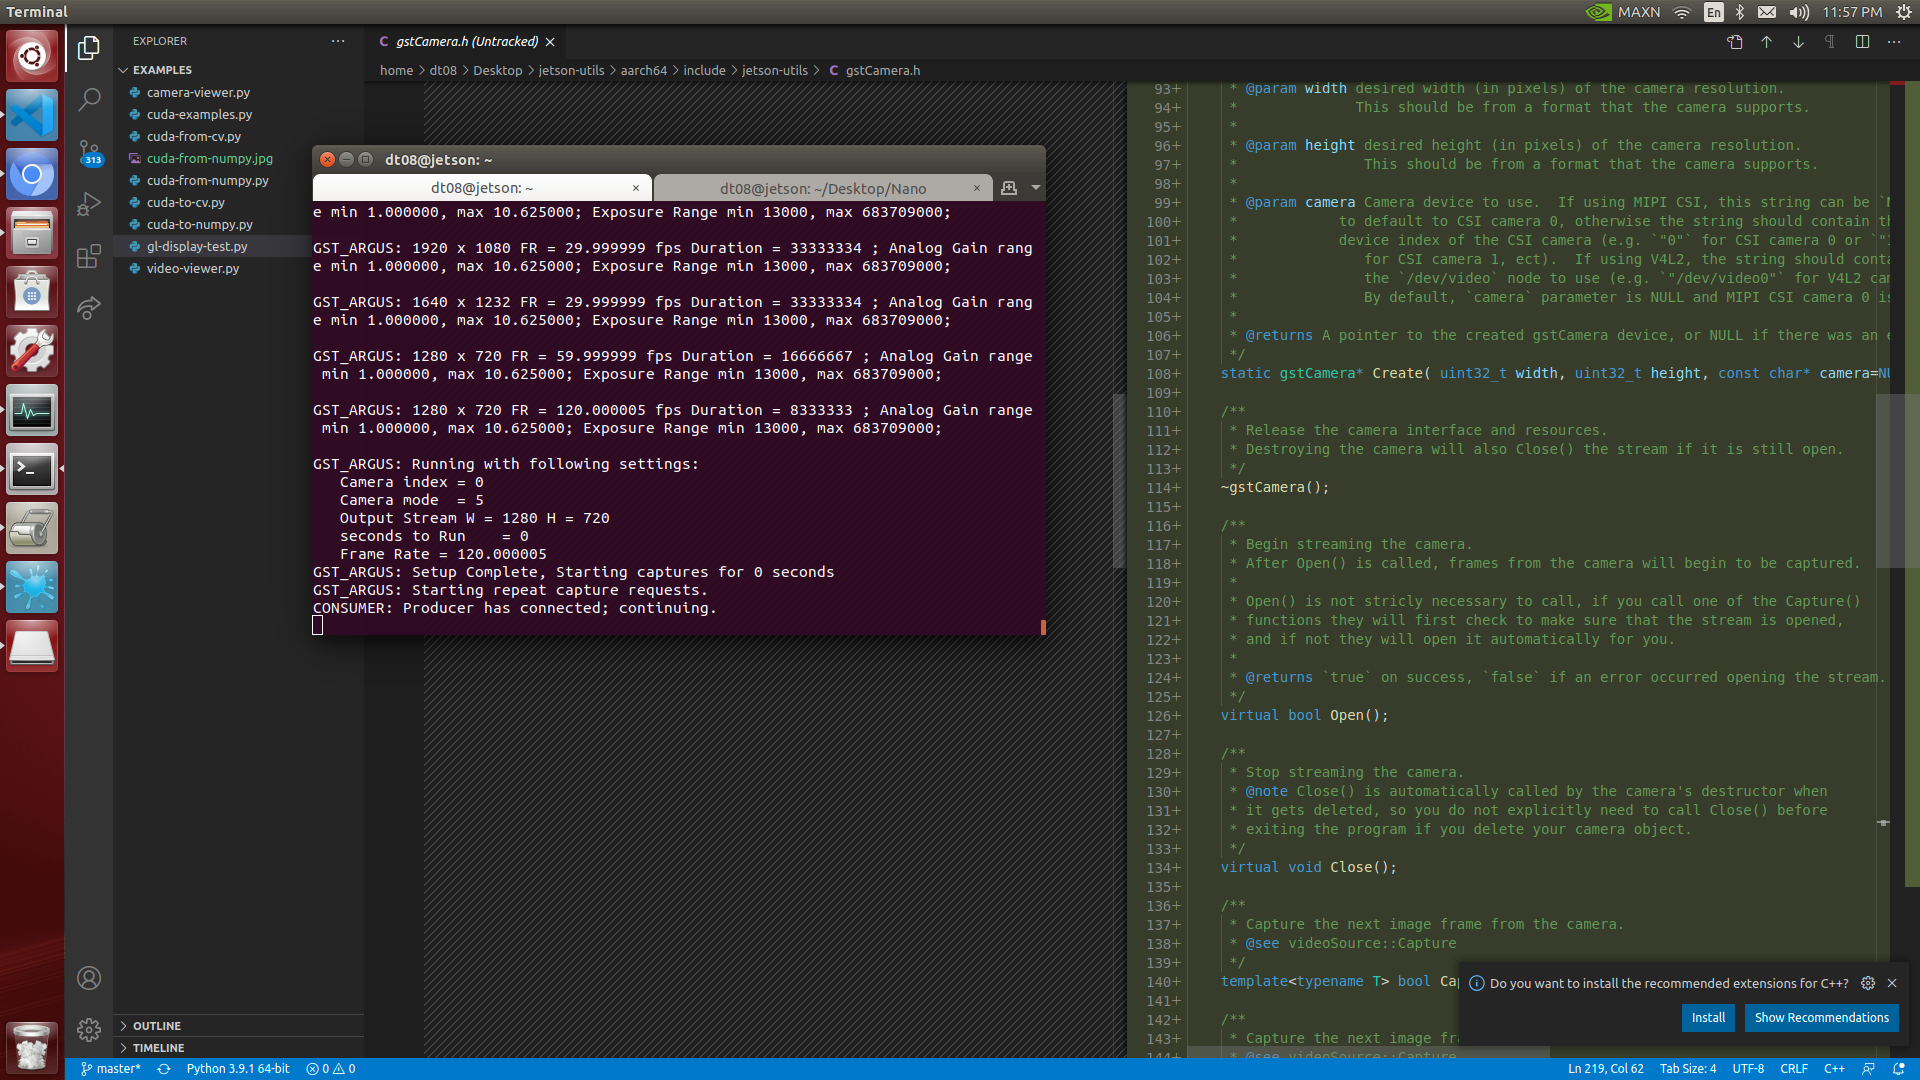 Terminal
MAXN
En
11:57 PM
EXPLORER
EXAMPLES
camera-viewer.py
cuda-examples.py
cuda-from-cv.py
cuda-from-numpy.jpg
cuda-from-numpy.py
cuda-to-cv.py
cuda-to-numpy.py
gl-display-test.py
video-viewer.py
313
OUTLINE
TIMELINE
gstCamera.h (Untracked)
home > dt08 > Desktop > jetson-utils > aarch64 > include > jetson-utils > C gstCamera.h
dt08@jetson: ~
dt08@jetson: ~
dt08@jetson: ~/Desktop/Nano
e min 1.000000, max 10.625000; Exposure Range min 13000, max 683709000;
GST_ARGUS: 1920 x 1080 FR = 29.999999 fps Duration = 33333334 ; Analog Gain rang
e min 1.000000, max 10.625000; Exposure Range min 13000, max 683709000;
GST_ARGUS: 1640 x 1232 FR = 29.999999 fps Duration = 33333334 ; Analog Gain rang
e min 1.000000, max 10.625000; Exposure Range min 13000, max 683709000;
GST_ARGUS: 1280 x 720 FR = 59.999999 fps Duration = 16666667 ; Analog Gain range
min 1.000000, max 10.625000; Exposure Range min 13000, max 683709000;
GST_ARGUS: 1280 x 720 FR = 120.000005 fps Duration = 8333333 ; Analog Gain range
min 1.000000, max 10.625000; Exposure Range min 13000, max 683709000;
GST_ARGUS: Running with following settings:
Camera index = 0
Camera mode  = 5
Output Stream W = 1280 H = 720
seconds to Run    = 0
Frame Rate = 120.000005
GST_ARGUS: Setup Complete, Starting captures for 0 seconds
GST_ARGUS: Starting repeat capture requests.
CONSUMER: Producer has connected; continuing.
93+ * @param width desired width (in pixels) of the camera resolution.
94+ * This should be from a format that the camera supports.
95+ *
96+ * @param height desired height (in pixels) of the camera resolution.
97+ * This should be from a format that the camera supports.
98+ *
99+ * @param camera Camera device to use.  If using MIPI CSI, this string can be `
100+ * to default to CSI camera 0, otherwise the string should contain
101+ * device index of the CSI camera (e.g. `"0"` for CSI camera 0 or
102+ * for CSI camera 1, ect).  If using V4L2, the string should
103+ * the `/dev/video` node to use (e.g. `"/dev/video0"` for V4L2
104+ * By default, `camera` parameter is NULL and MIPI CSI camera 0
105+ *
106+ * @returns A pointer to the created gstCamera device, or NULL if there was an
107+ */
108+ static gstCamera* Create( uint32_t width, uint32_t height, const char* camera=
109+
110+ /**
111+ * Release the camera interface and resources.
112+ * Destroying the camera will also Close() the stream if it is still open.
113+ */
114+ ~gstCamera();
115+
116+ /**
117+ * Begin streaming the camera.
118+ * After Open() is called, frames from the camera will begin to be captured.
119+ *
120+ * Open() is not stricly necessary to call, if you call one of the Capture()
121+ * functions they will first check to make sure that the stream is opened,
122+ * and if not they will open it automatically for you.
123+ *
124+ * @returns `true` on success, `false` if an error occurred opening the stream.
125+ */
126+ virtual bool Open();
127+
128+ /**
129+ * Stop streaming the camera.
130+ * @note Close() is automatically called by the camera's destructor when
131+ * it gets deleted, so you do not explicitly need to call Close() before
132+ * exiting the program if you delete your camera object.
133+ */
134+ virtual void Close();
135+
136+ /**
137+ * Capture the next image frame from the camera.
138+ * @see videoSource::Capture
139+ */
140+ template<typename T> bool
141+
142+ /**
143+ * Capture the next image
144+ * @see videoSource::Capture
Do you want to install the recommended extensions for C++?
Install
Show Recommendations
master*
Python 3.9.1 64-bit
0
0
Ln 219, Col 62
Tab Size: 4
UTF-8
CRLF
C++